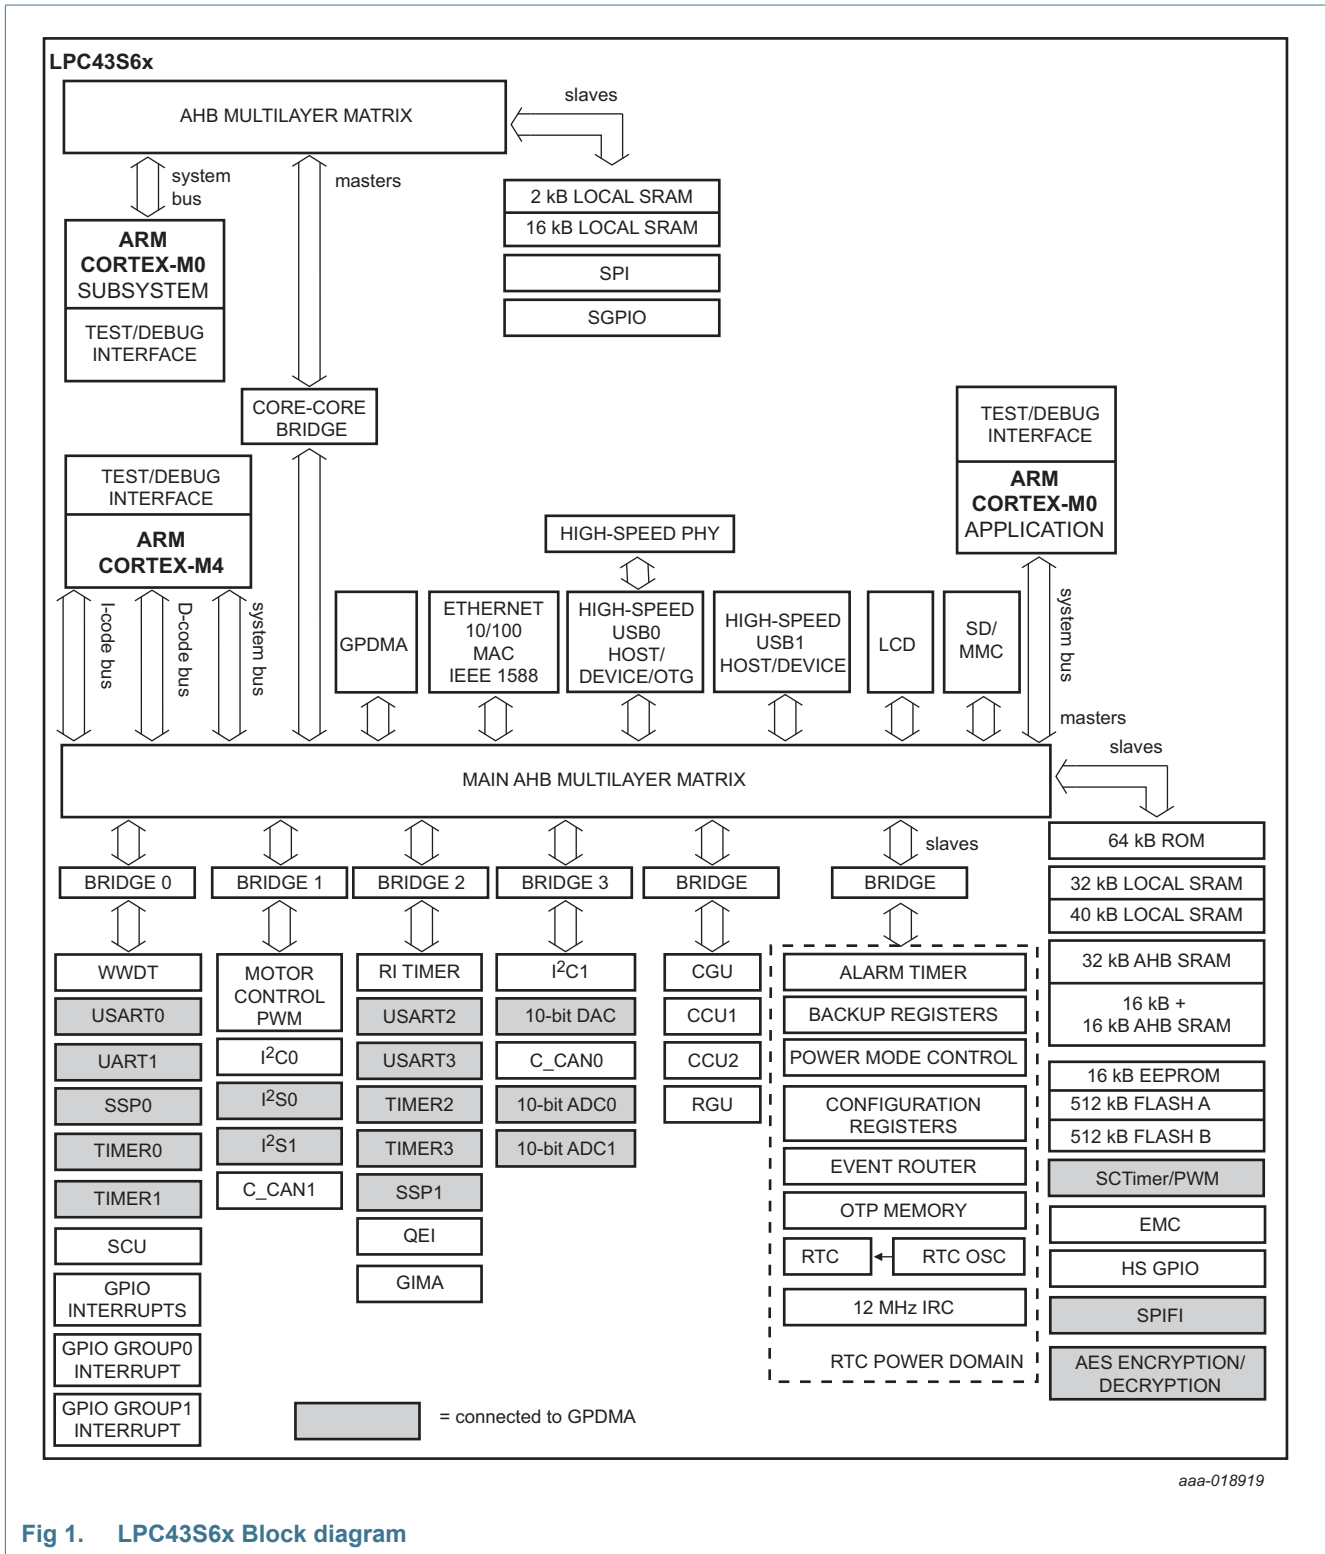 LPC43S6x
AHB MULTILAYER MATRIX
slaves
system
bus
masters
2 kB LOCAL SRAM
16 kB LOCAL SRAM
SPI
SGPIO
ARM
CORTEX-M0
SUBSYSTEM
TEST/DEBUG
INTERFACE
CORE-CORE
BRIDGE
TEST/DEBUG
INTERFACE
ARM
CORTEX-M0
APPLICATION
TEST/DEBUG
INTERFACE
ARM
CORTEX-M4
I-code bus
D-code bus
system bus
HIGH-SPEED PHY
GPDMA
ETHERNET
10/100
MAC
IEEE 1588
HIGH-SPEED
USB0
HOST/
DEVICE/OTG
HIGH-SPEED
USB1
HOST/DEVICE
LCD
SD/
MMC
system bus
masters
slaves
MAIN AHB MULTILAYER MATRIX
slaves
BRIDGE 0
BRIDGE 1
BRIDGE 2
BRIDGE 3
BRIDGE
BRIDGE
WWDT
USART0
UART1
SSP0
TIMER0
TIMER1
SCU
GPIO
INTERRUPTS
GPIO GROUP0
INTERRUPT
GPIO GROUP1
INTERRUPT
MOTOR
CONTROL
PWM
I²C0
I²S0
I²S1
C_CAN1
RI TIMER
USART2
USART3
TIMER2
TIMER3
SSP1
QEI
GIMA
I²C1
10-bit DAC
C_CAN0
10-bit ADC0
10-bit ADC1
CGU
CCU1
CCU2
RGU
ALARM TIMER
BACKUP REGISTERS
POWER MODE CONTROL
CONFIGURATION
REGISTERS
EVENT ROUTER
OTP MEMORY
RTC
RTC OSC
12 MHz IRC
RTC POWER DOMAIN
64 kB ROM
32 kB LOCAL SRAM
40 kB LOCAL SRAM
32 kB AHB SRAM
16 kB +
16 kB AHB SRAM
16 kB EEPROM
512 kB FLASH A
512 kB FLASH B
SCTimer/PWM
EMC
HS GPIO
SPIFI
AES ENCRYPTION/
DECRYPTION
= connected to GPDMA
aaa-018919
Fig 1. LPC43S6x Block diagram